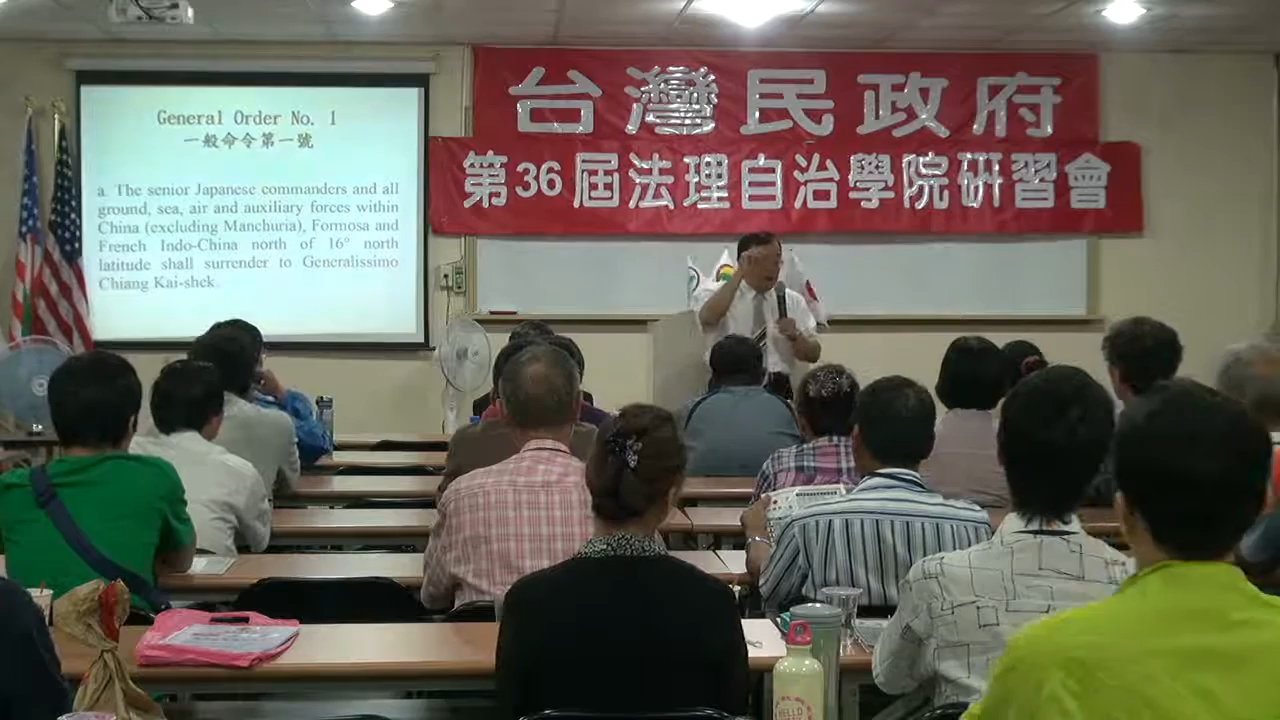 General Order No. 1
一般命令第一號
a. The senior Japanese commanders and all
ground, sea, air and auxiliary forces within
China (excluding Manchuria), Formosa and
French Indo-China north of 16° north
latitude shall surrender to Generalissimo
Chiang Kai-shek.
台灣民政府
第36屆法理自治學院研習會
HELLO